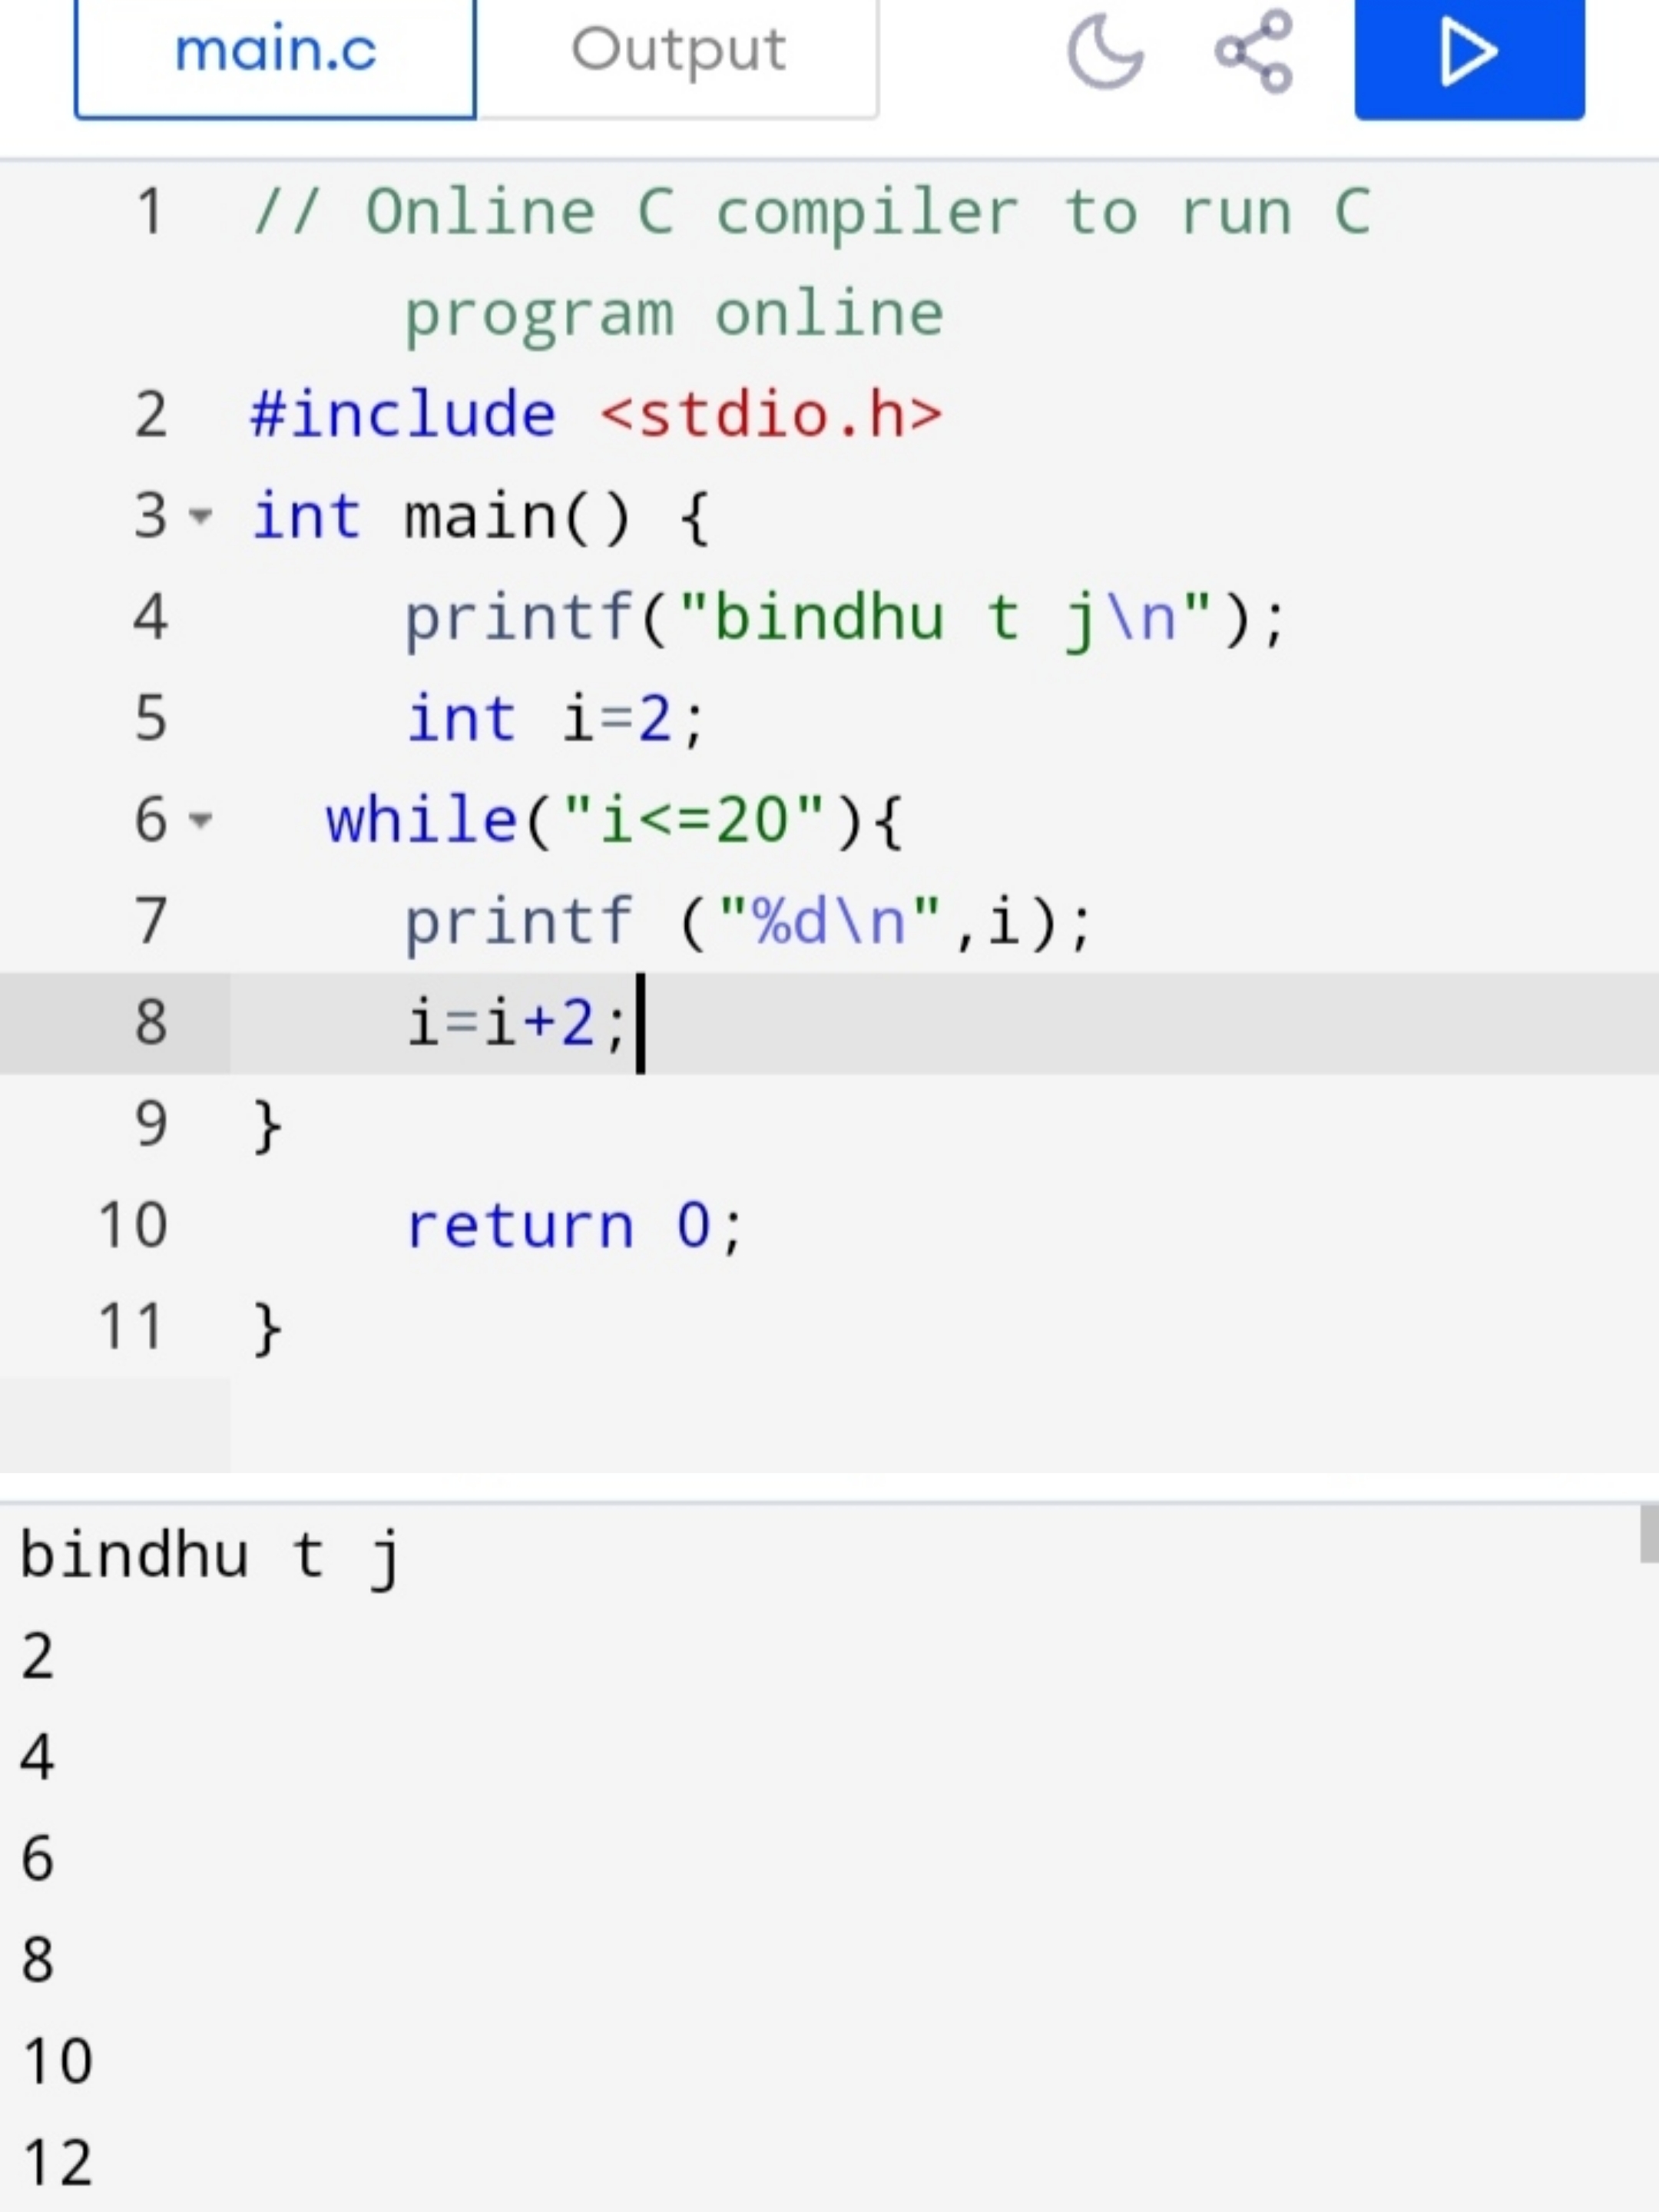 main.c Output
1 // Online C compiler to run C
program online
2 #include <stdio.h>
3 int main() {
4 printf("bindhu t j\n");
5 int i=2;
6 while("i<=20"){
7 printf ("%d\n",i);
8 i=i+2;
9 }
10 return 0;
11 }
bindhu t j
2
4
6
8
10
12